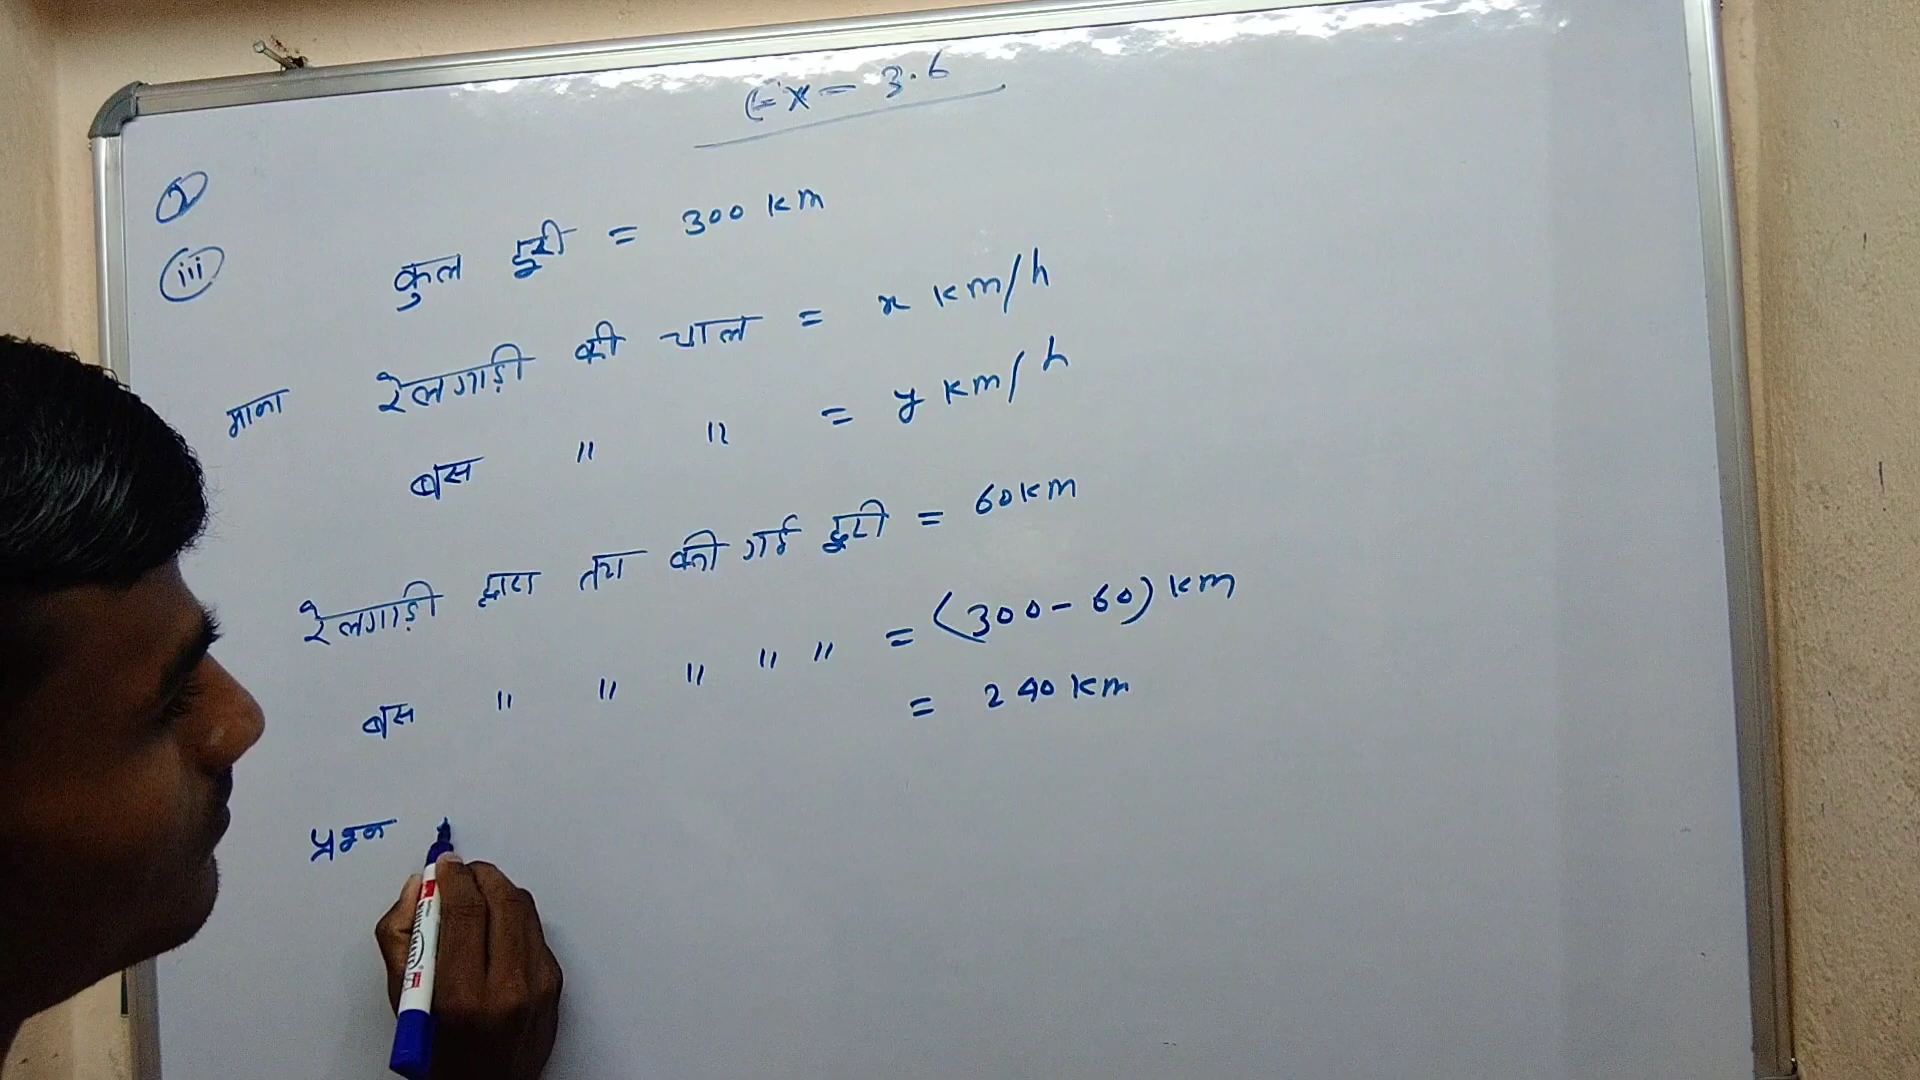 Ex - 3.6
2
iii
कुल दूरी = 300 km
माना रेलगाड़ी की चाल = x km/h
बस " " = y km/h
रेलगाड़ी द्वारा तय की गई दूरी = 60 km
बस " " " " " = (300 - 60) km
= 240 km
प्रश्न